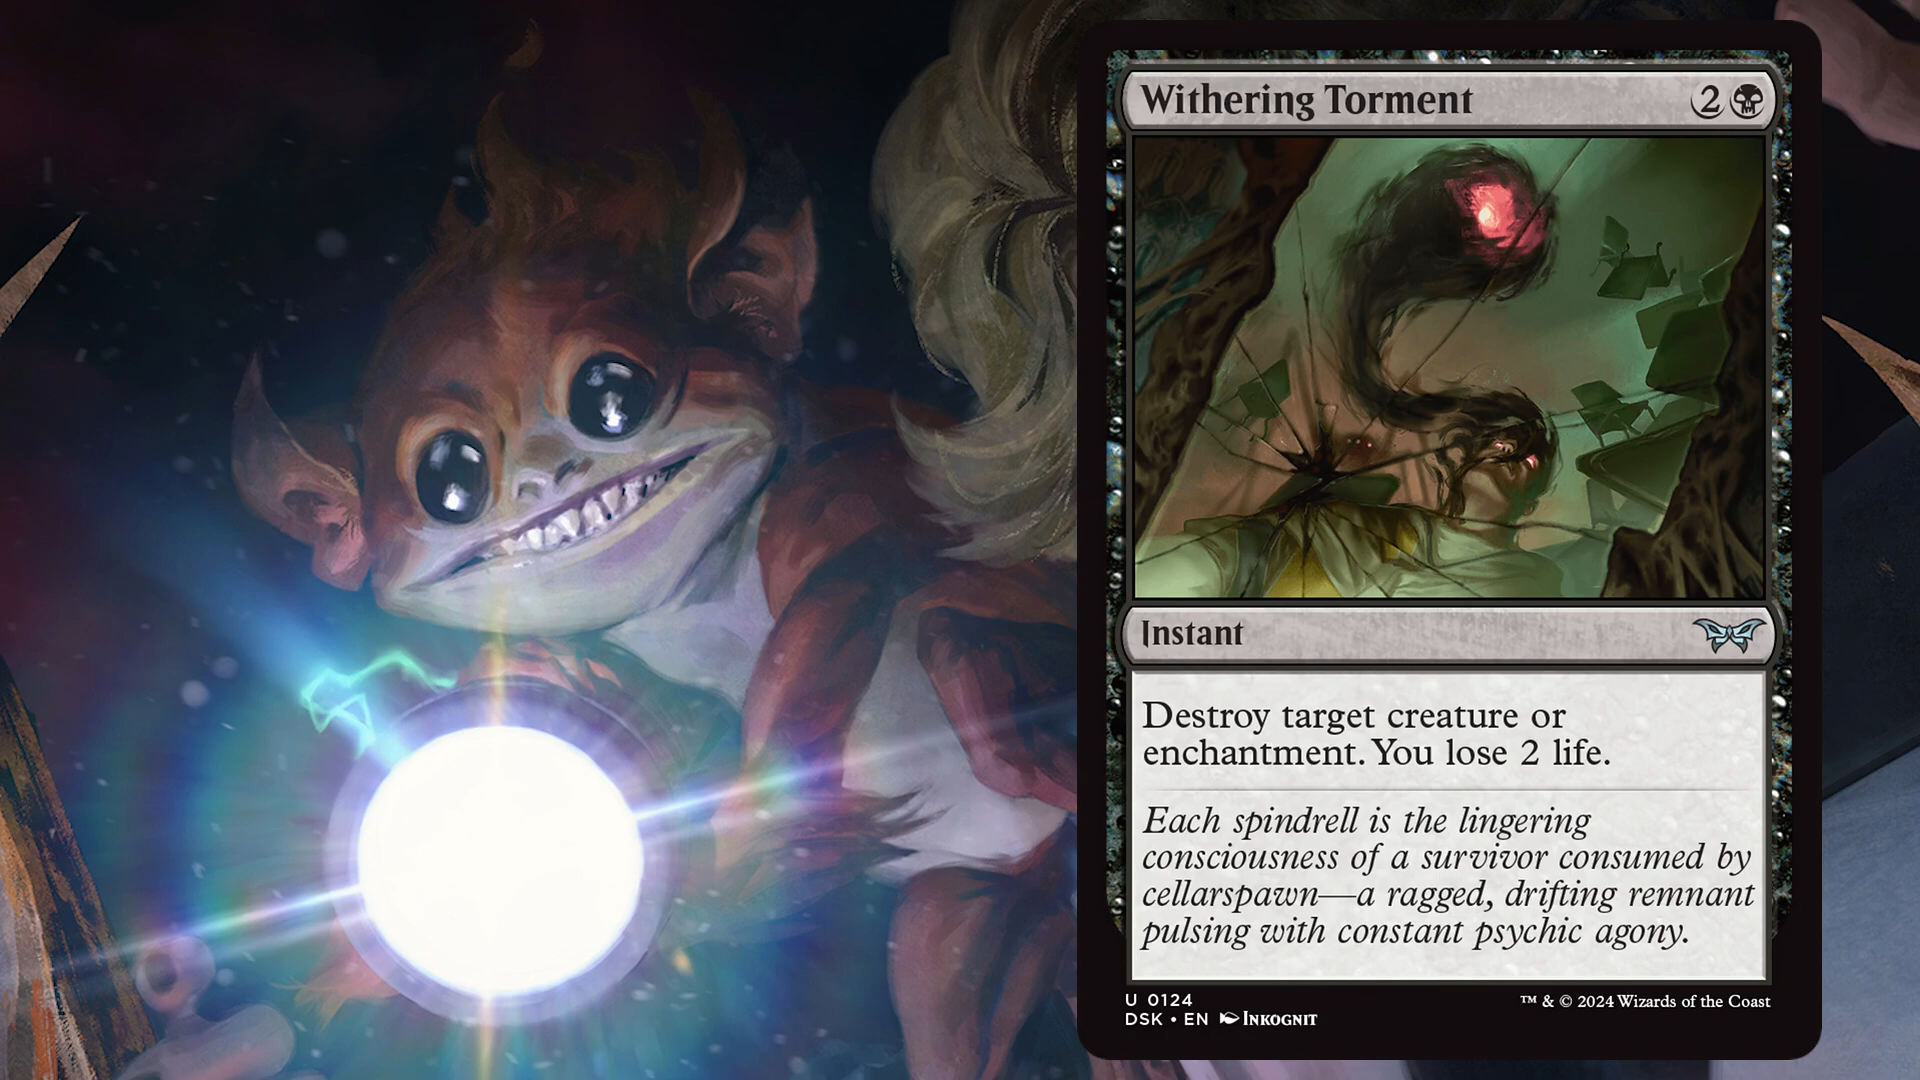 Withering Torment 2
Instant
Destroy target creature or
enchantment. You lose 2 life.
Each spindrell is the lingering
consciousness of a survivor consumed by
cellarspawn—a ragged, drifting remnant
pulsing with constant psychic agony.
U 0124
DSK • EN INKOGNIT
™ & © 2024 Wizards of the Coast